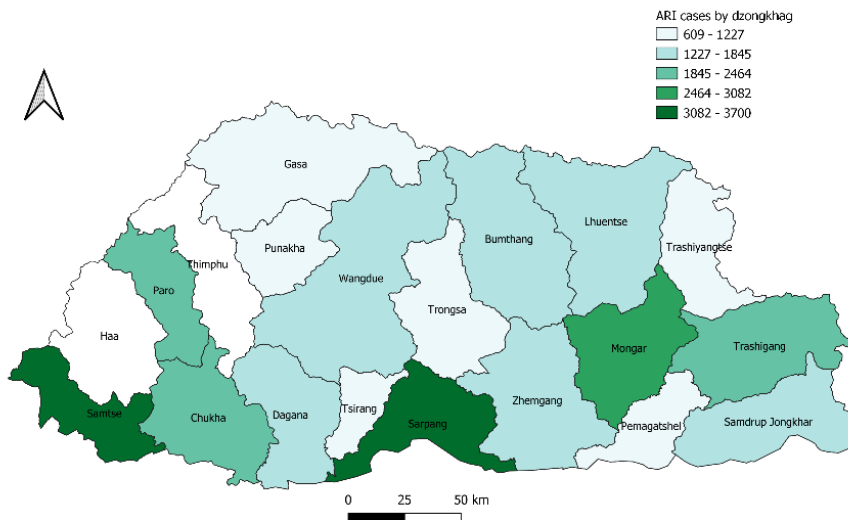 ARI cases by dzongkhag
609 - 1227
1227 - 1845
1845 - 2464
2464 - 3082
3082 - 3700
Gasa
Lhuentse
Punakha
Bumthang
Trashiyangtse
Thimphu
Wangdue
Paro
Trongsa
Haa
Mongar
Trashigang
Samtse
Chukha
Dagana
Tsirang
Sarpang
Zhemgang
Pemagatshel
Samdrup Jongkhar
0 25 50 km